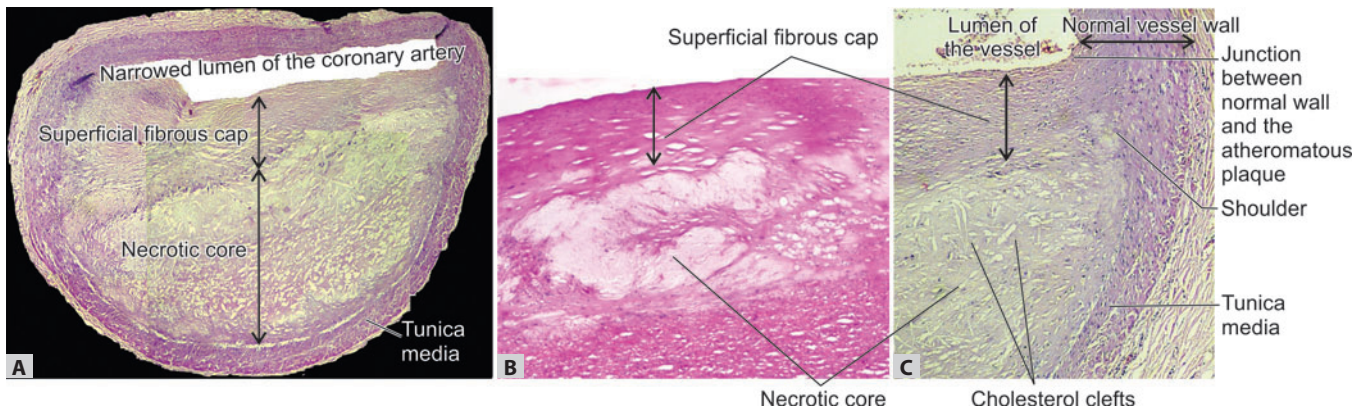 Narrowed lumen of the coronary artery
Superficial fibrous cap
Necrotic core
Tunica
media
A
Superficial fibrous cap
Necrotic core
B
Lumen of
the vessel
Normal vessel wall
Junction
between
normal wall
and the
atheromatous
plaque
Shoulder
Tunica
media
Cholesterol clefts
C